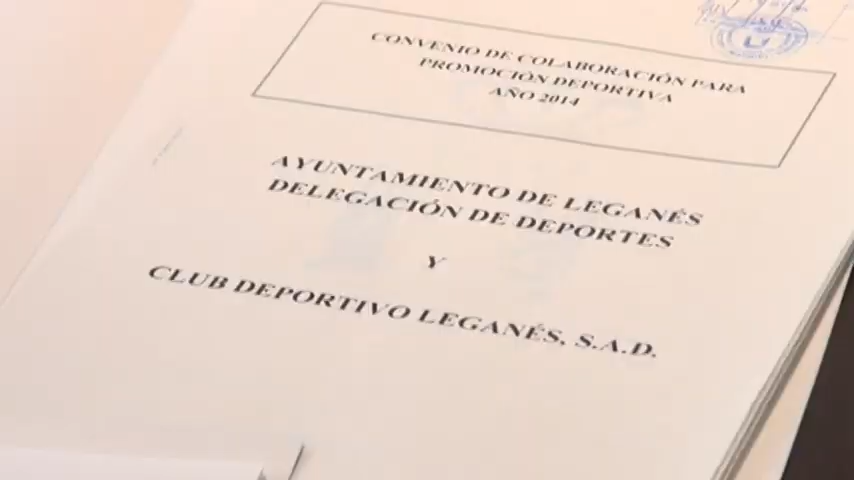 CONVENIO DE COLABORACIÓN PARA
PROMOCIÓN DEPORTIVA
AÑO 2014
AYUNTAMIENTO DE LEGANÉS
DELEGACIÓN DE DEPORTES
Y
CLUB DEPORTIVO LEGANÉS, S.A.D.